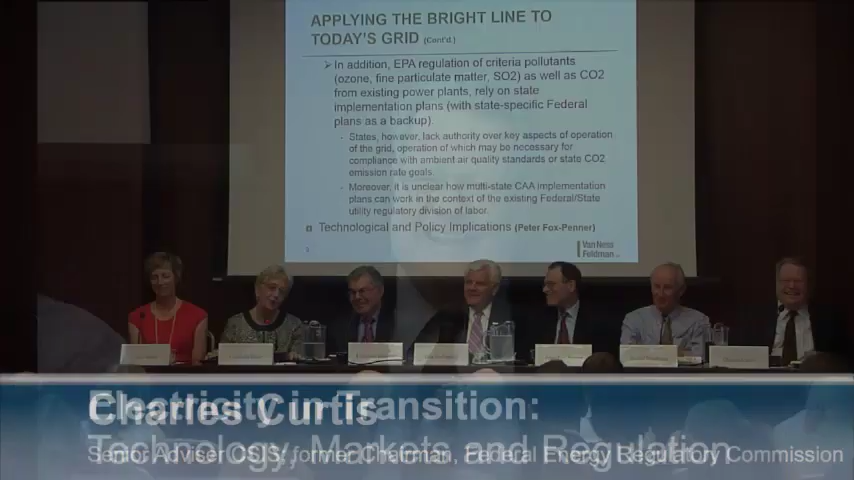 APPLYING THE BRIGHT LINE TO
TODAY'S GRID (Cont'd.)
➢ In addition, EPA regulation of criteria pollutants
(ozone, fine particulate matter, SO2) as well as CO2
from existing power plants, rely on state
implementation plans (with state-specific Federal
plans as a backup).
- States, however, lack authority over key aspects of operation
of the grid, operation of which may be necessary for
compliance with ambient air quality standards or state CO2
emission rate goals.
- Moreover, it is unclear how multi-state CAA implementation
plans can work in the context of the existing Federal/State
utility regulatory division of labor.
Technological and Policy Implications (Peter Fox-Penner)
Van Ness
Feldman
Charles Curtis
Electricity in Transition:
Technology, Markets and Regulation
Senior Adviser CSIS; former Chairman, Federal Energy Regulatory Commission